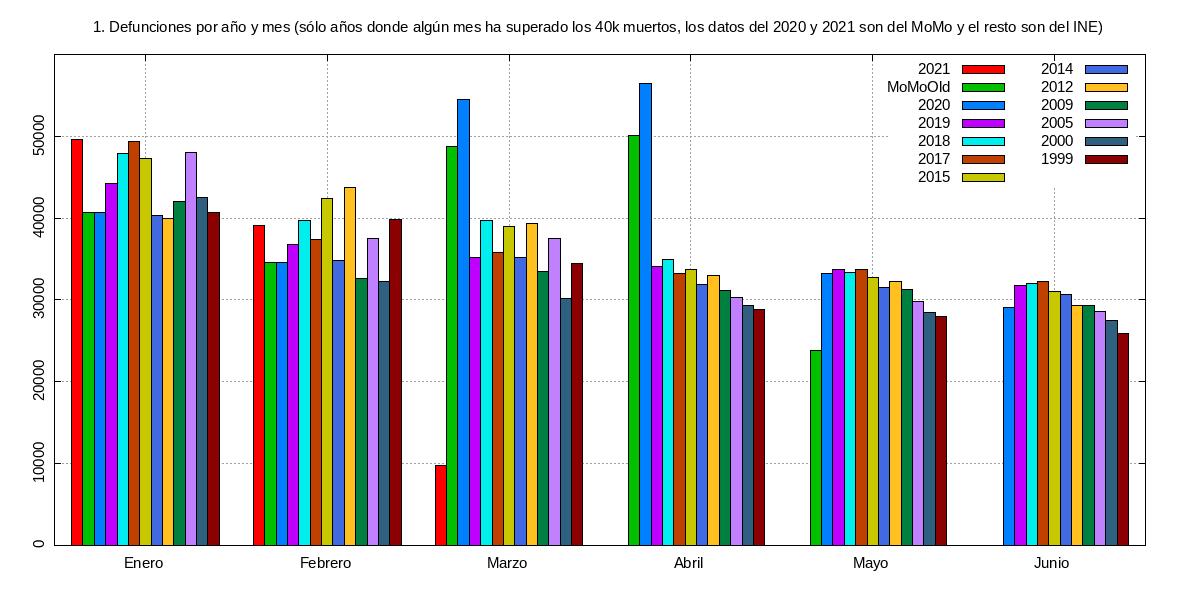 1. Defunciones por año y mes (sólo años donde algún mes ha superado los 40k muertos, los datos del 2020 y 2021 son del MoMo y el resto son del INE)
2021
MoMoOld
2020
2019
2018
2017
2015
2014
2012
2009
2005
2000
1999
50000
40000
30000
20000
10000
0
Enero
Febrero
Marzo
Abril
Mayo
Junio